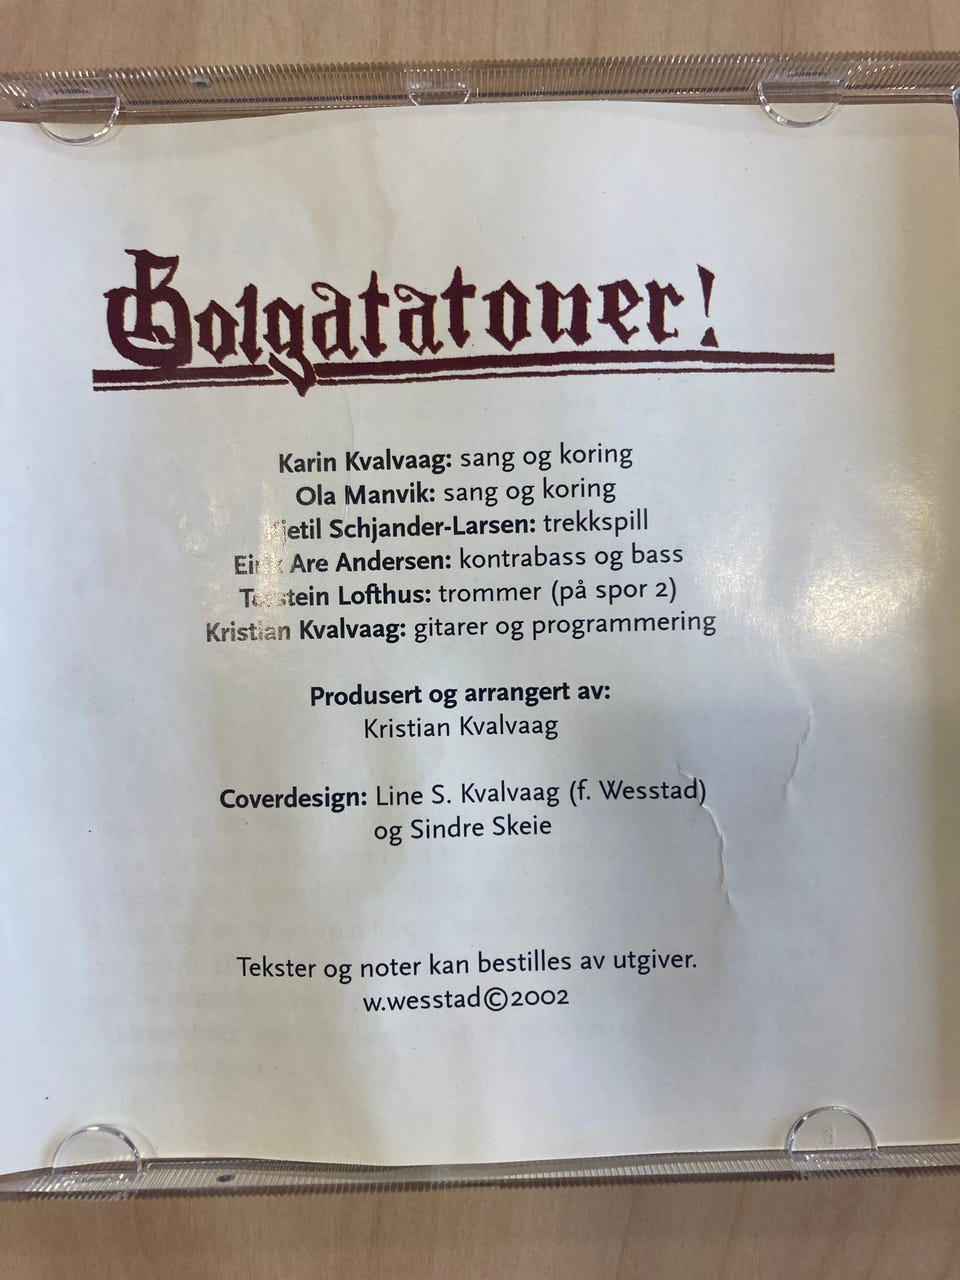 Golgatatoner!
Karin Kvalvaag: sang og koring
Ola Manvik: sang og koring
Schjander-Larsen: trekkspill
Are Andersen: kontrabass og bass
Torstein Lofthus: trommer (på spor 2)
Kristian Kvalvaag: gitarer og programmering
Produsert og arrangert av:
Kristian Kvalvaag
Coverdesign: Line S. Kvalvaag (f. Wesstad)
og Sindre Skeie
Tekster og noter kan bestilles av utgiver.
w.wesstad©2002